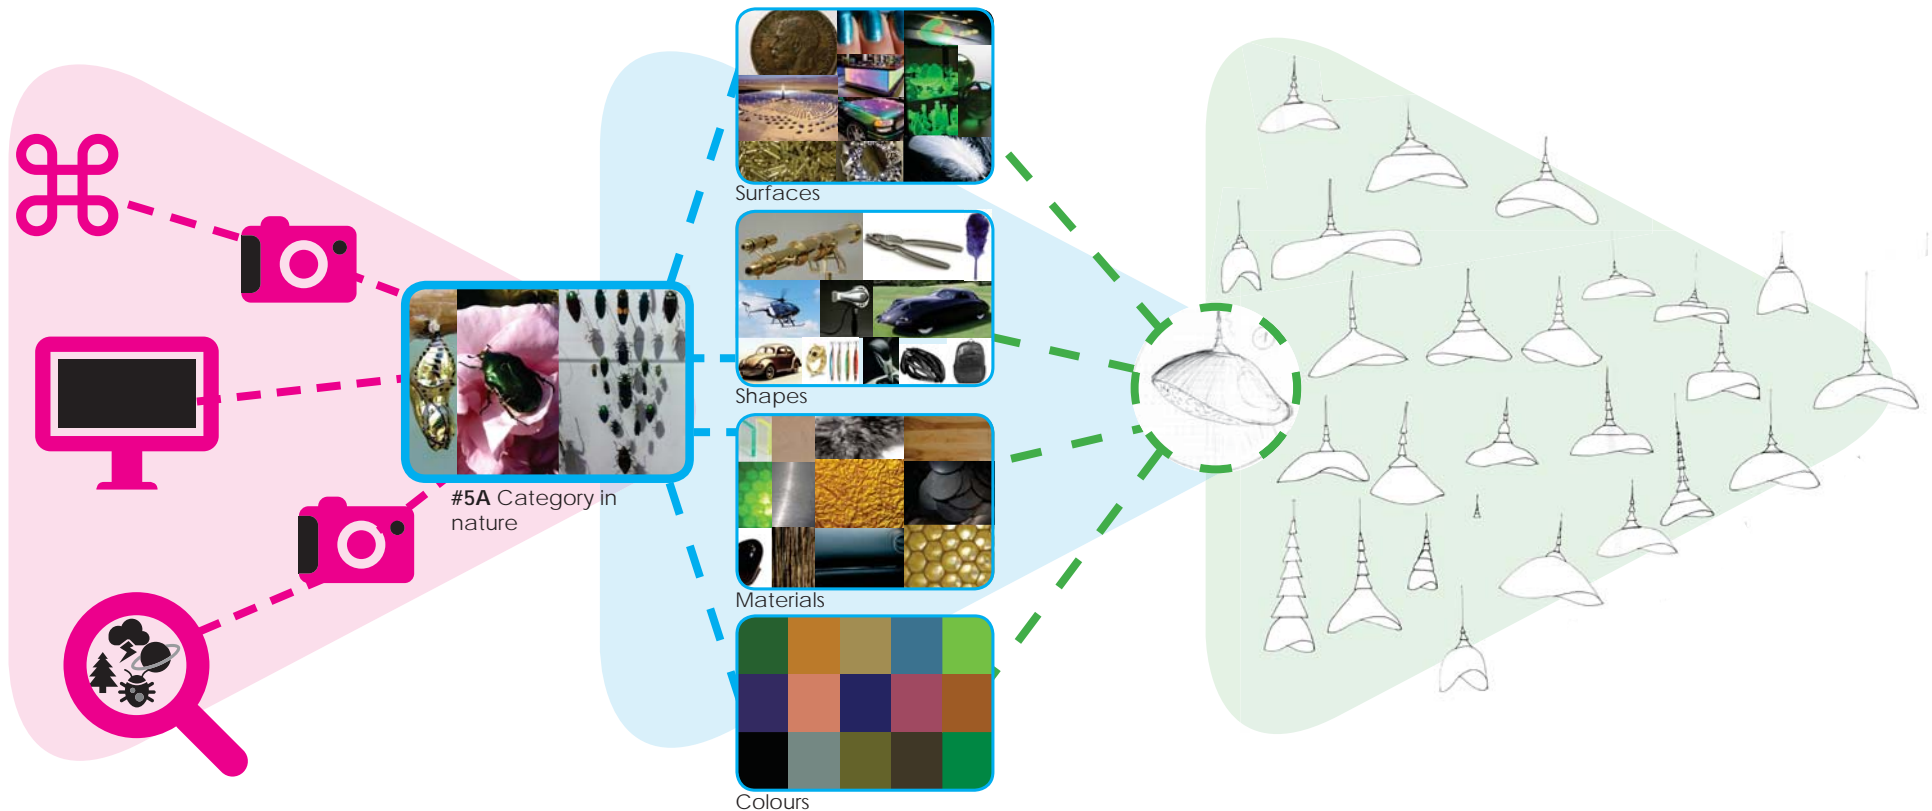 Surfaces
Shapes
#5A Category in
nature
Materials
Colours